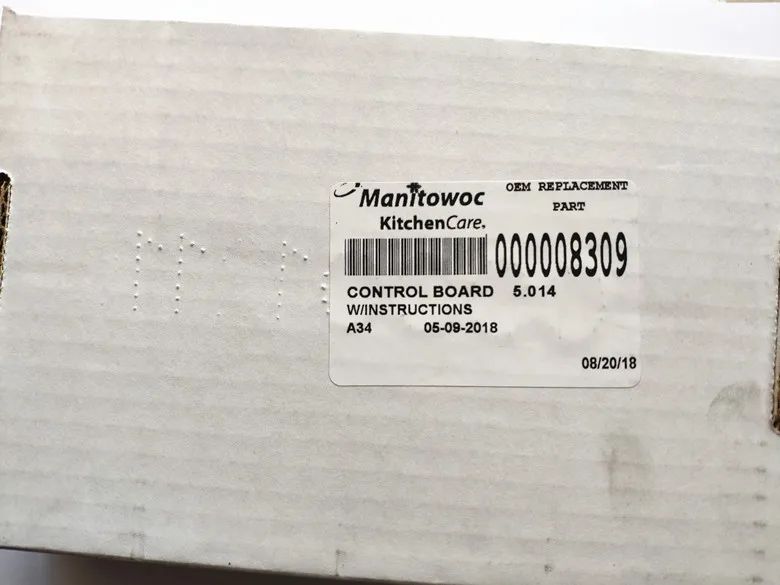 Manitowoc
KitchenCare
OEM REPLACEMENT
PART
000008309
CONTROL BOARD 5.014
W/INSTRUCTIONS
A34 05-09-2018
08/20/18